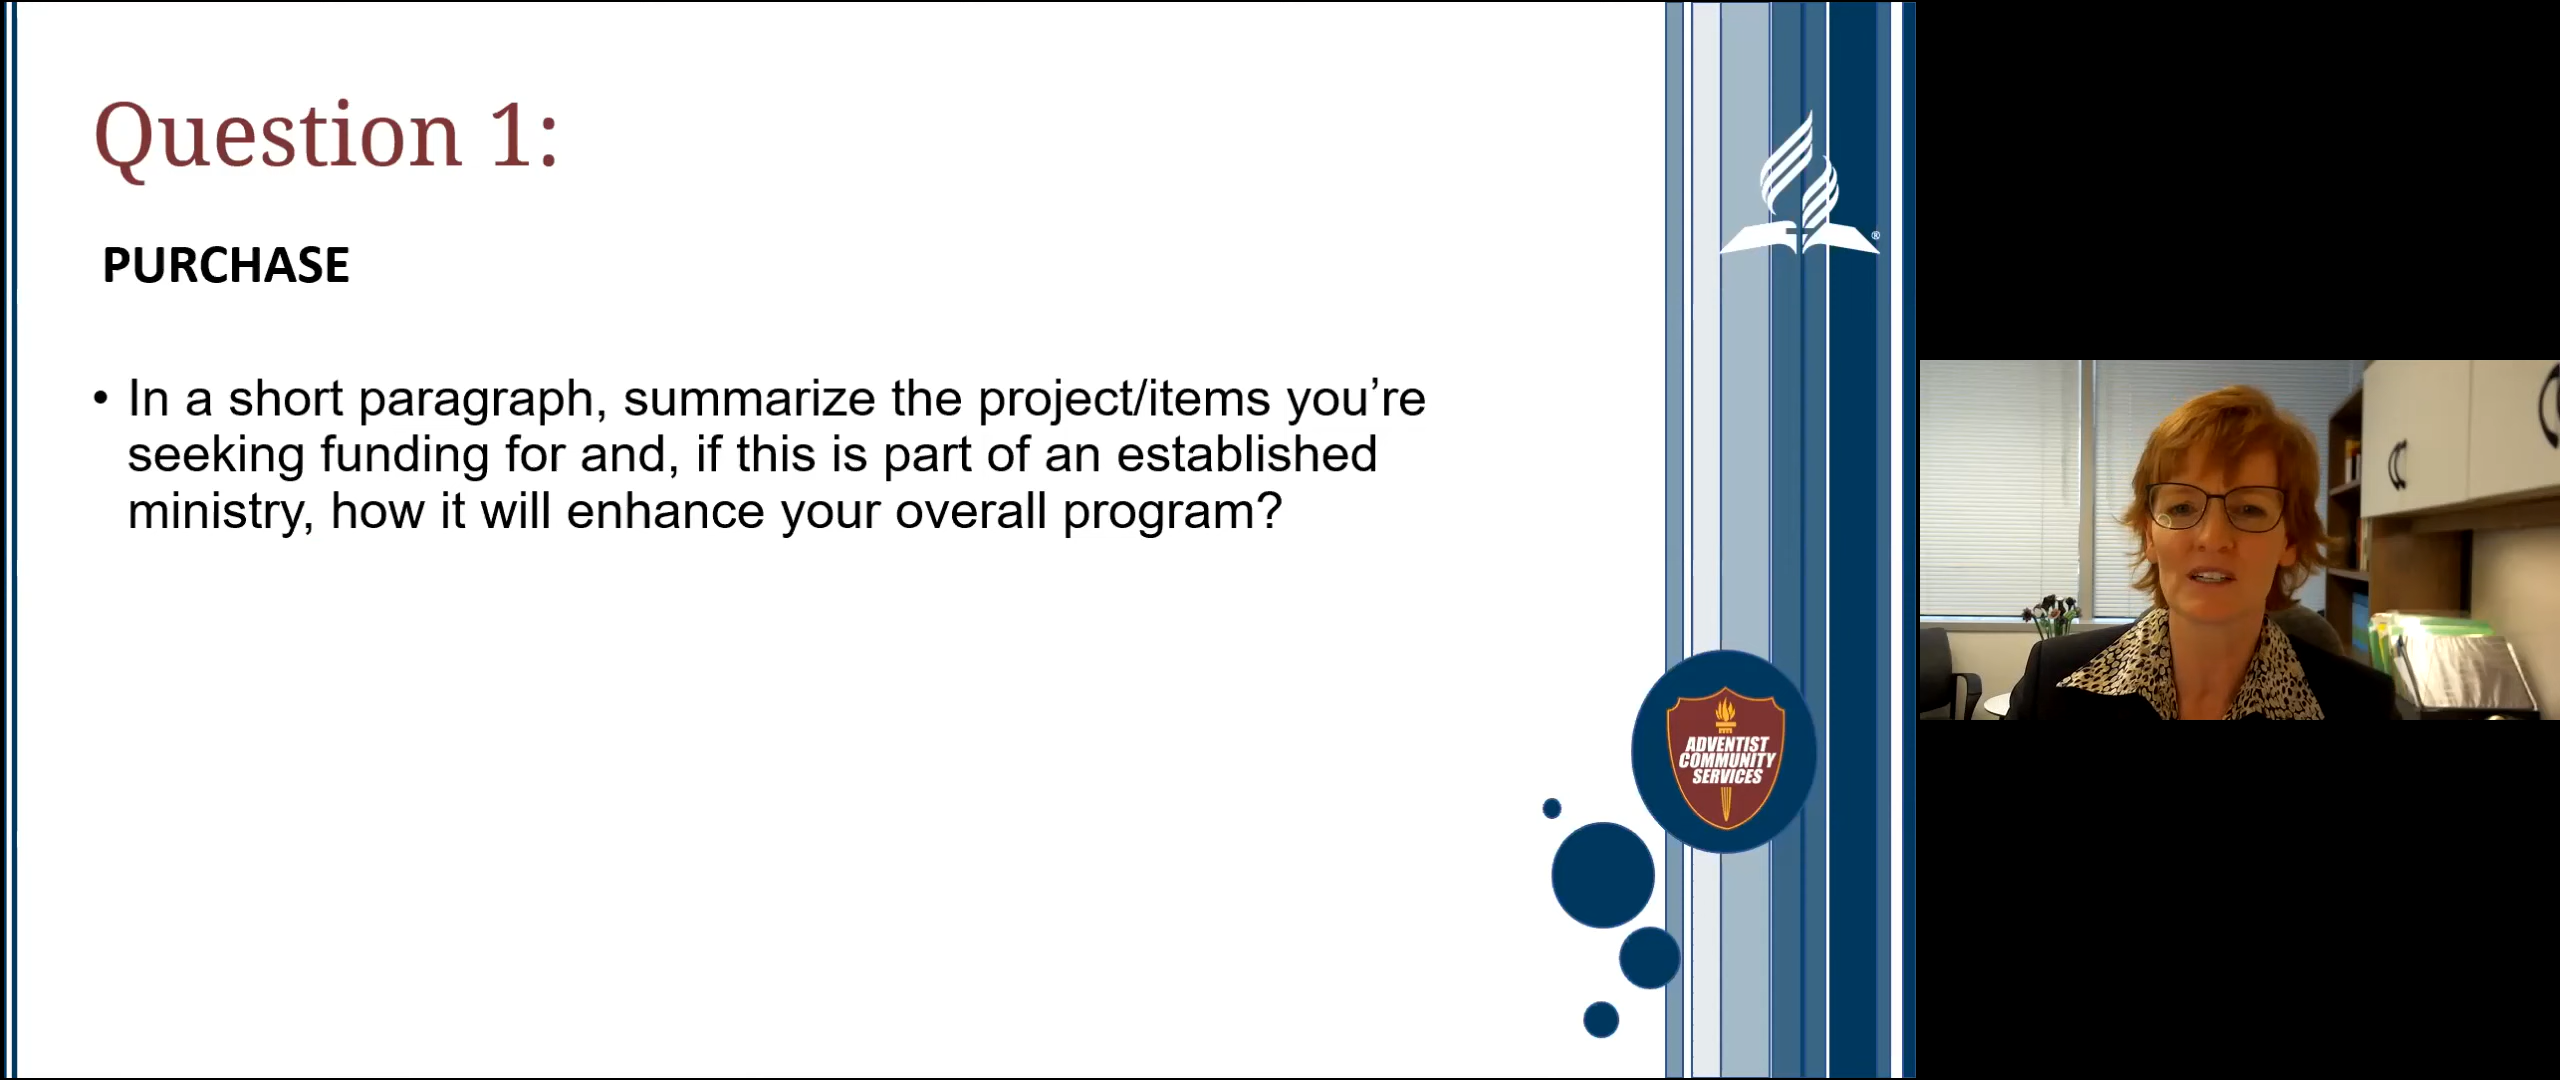 Question 1:
PURCHASE
• In a short paragraph, summarize the project/items you’re
seeking funding for and, if this is part of an established
ministry, how it will enhance your overall program?
®
ADVENTIST
COMMUNITY
SERVICES